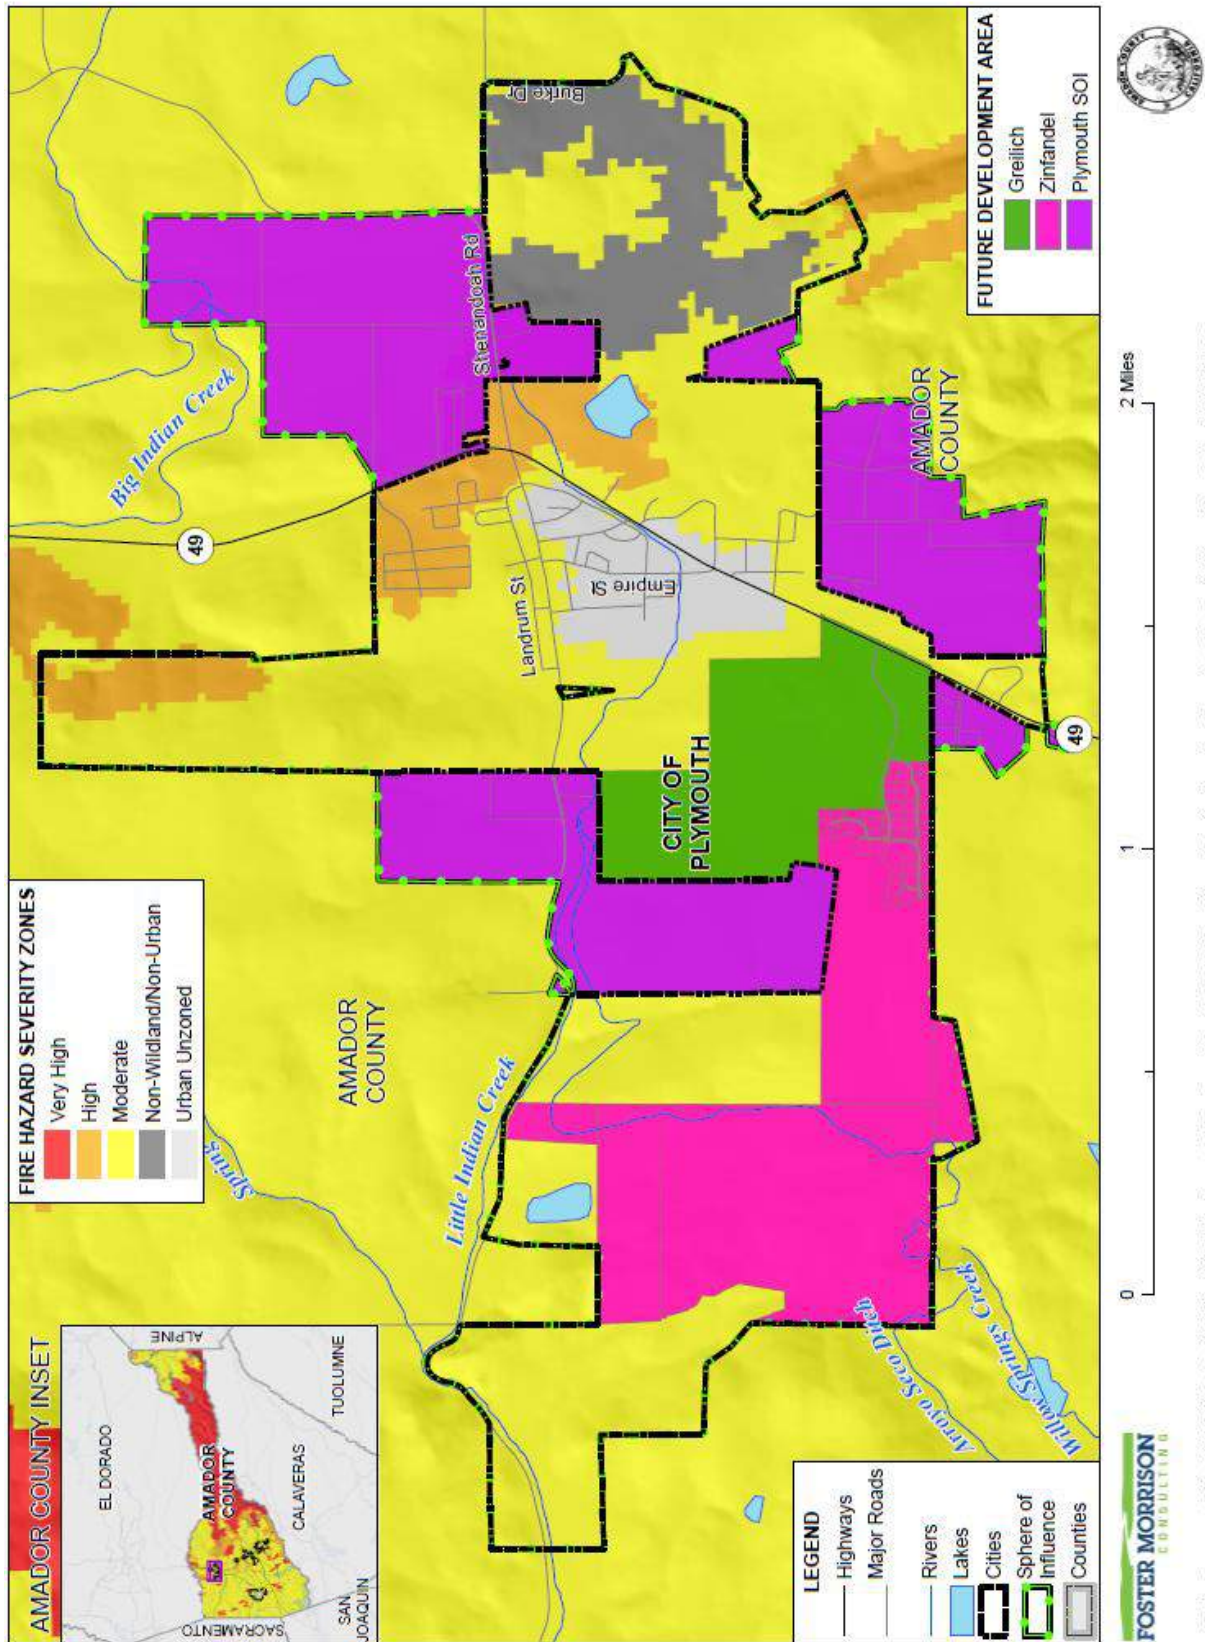 AMADOR COUNTY INSET
EL DORADO
ALPINE
AMADOR
COUNTY
SACRAMENTO
SAN
JOAQUIN
CALAVERAS
TUOLUMNE
FIRE HAZARD SEVERITY ZONES
Very High
High
Moderate
Non-Wildland/Non-Urban
Urban Unzoned
Spring
AMADOR
COUNTY
Little Indian Creek
49
Big Indian Creek
Shenandoah Rd
Burke Dr
Landrum St
Empire St
CITY OF
PLYMOUTH
AMADOR
COUNTY
49
Arroyo Seco Ditch
Willow Springs Creek
LEGEND
Highways
Major Roads
Rivers
Lakes
Cities
Sphere of
Influence
Counties
FUTURE DEVELOPMENT AREA
Greilich
Zinfandel
Plymouth SOI
FOSTER MORRISON
CONSULTING
0
1
2 Miles
AMADOR COUNTY